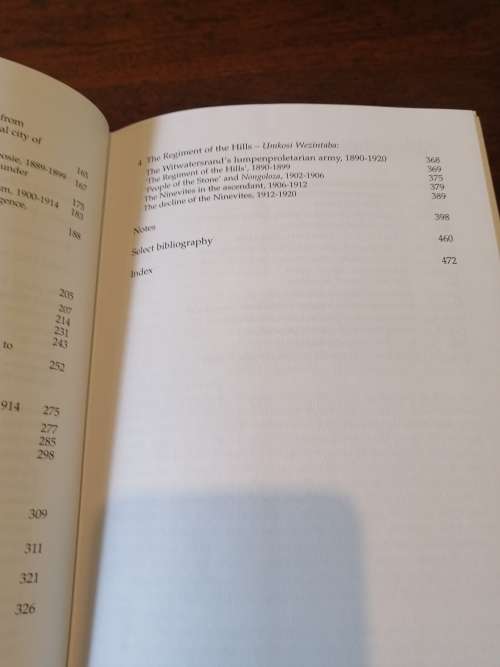 from
al city of
osie, 1889-1899 165
under 167
m, 1900-1914 175
gence, 183
188
205
207
214
231
to 243
252
914 275
277
285
298
309
311
321
326
4 The Regiment of the Hills – Umkosi Wezintaba:
The Witwatersrand's lumpenproletarian army, 1890-1920 368
'The Regiment of the Hills', 1890-1899 369
'People of the Stone' and Nongoloza, 1902-1906 375
The Ninevites in the ascendant, 1906-1912 379
The decline of the Ninevites, 1912-1920 389
Notes 398
Select bibliography 460
Index 472